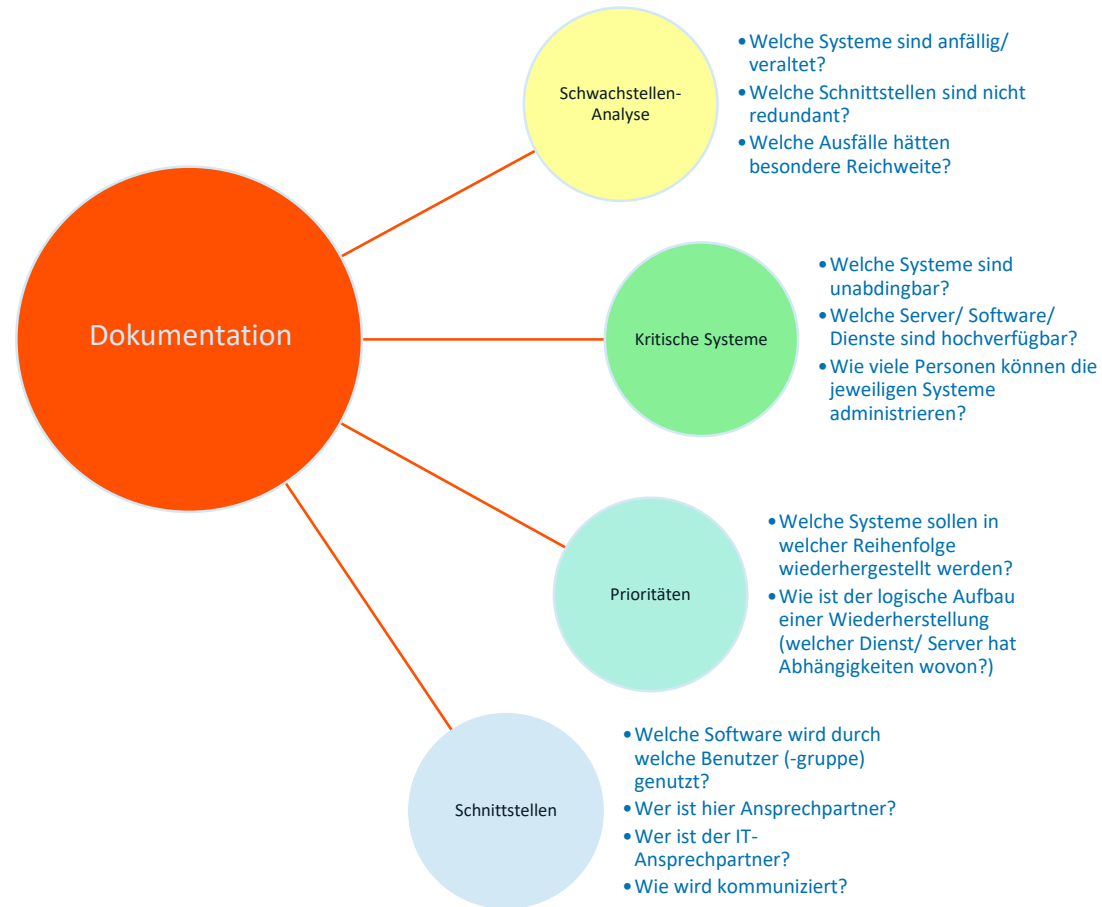 Dokumentation
Schwachstellen-
Analyse
•Welche Systeme sind anfällig/
veraltet?
•Welche Schnittstellen sind nicht
redundant?
•Welche Ausfälle hätten
besondere Reichweite?
Kritische Systeme
•Welche Systeme sind
unabdingbar?
•Welche Server/ Software/
Dienste sind hochverfügbar?
•Wie viele Personen können die
jeweiligen Systeme
administrieren?
Prioritäten
•Welche Systeme sollen in
welcher Reihenfolge
wiederhergestellt werden?
•Wie ist der logische Aufbau
einer Wiederherstellung
(welcher Dienst/ Server hat
Abhängigkeiten wovon?)
Schnittstellen
•Welche Software wird durch
welche Benutzer (-gruppe)
genutzt?
•Wer ist hier Ansprechpartner?
•Wer ist der IT-
Ansprechpartner?
•Wie wird kommuniziert?